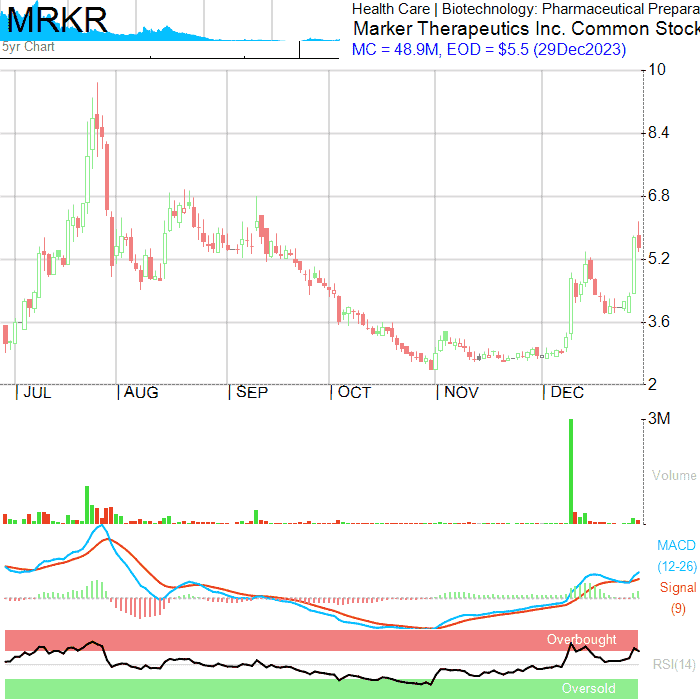 MRKR
5yr Chart
Health Care | Biotechnology: Pharmaceutical Prepara
Marker Therapeutics Inc. Common Stock
MC = 48.9M, EOD = $5.5 (29Dec2023)
10
8.4
6.8
5.2
3.6
2
| JUL | AUG | SEP | OCT | NOV | DEC
3M
Volume
MACD
(12-26)
Signal
(9)
Overbought
RSI(14)
Oversold